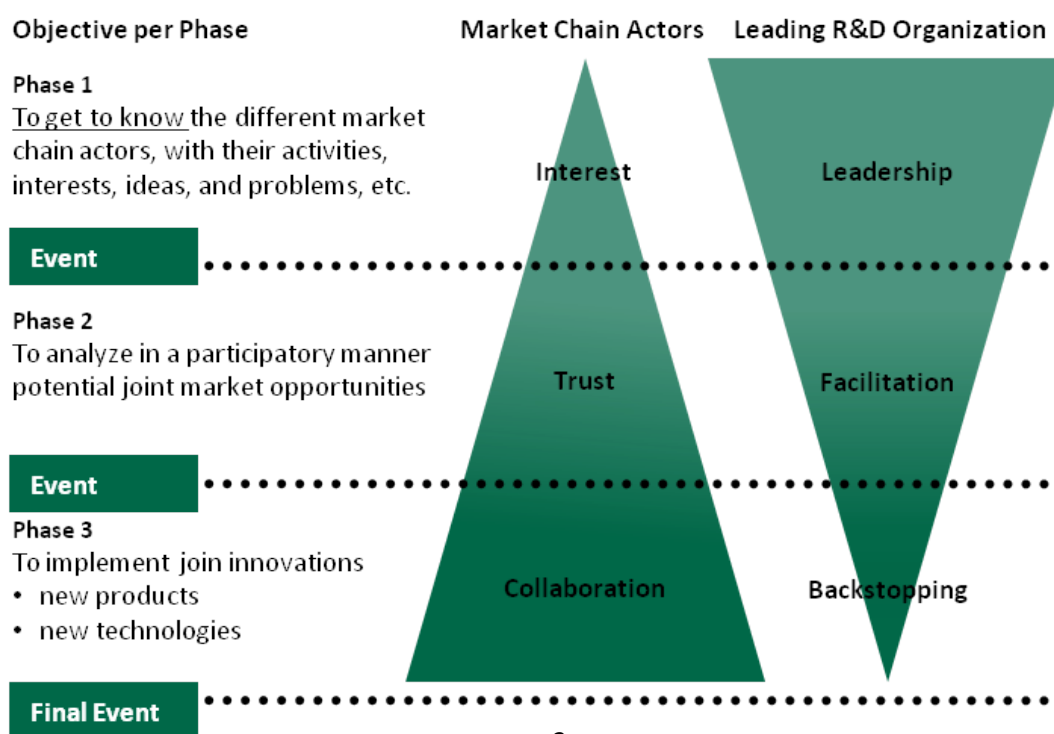 Objective per Phase
Market Chain Actors
Leading R&D Organization
Phase 1
To get to know the different market
chain actors, with their activities,
interests, ideas, and problems, etc.
Interest
Leadership
Event
Phase 2
To analyze in a participatory manner
potential joint market opportunities
Trust
Facilitation
Event
Phase 3
To implement join innovations
• new products
• new technologies
Collaboration
Backstopping
Final Event